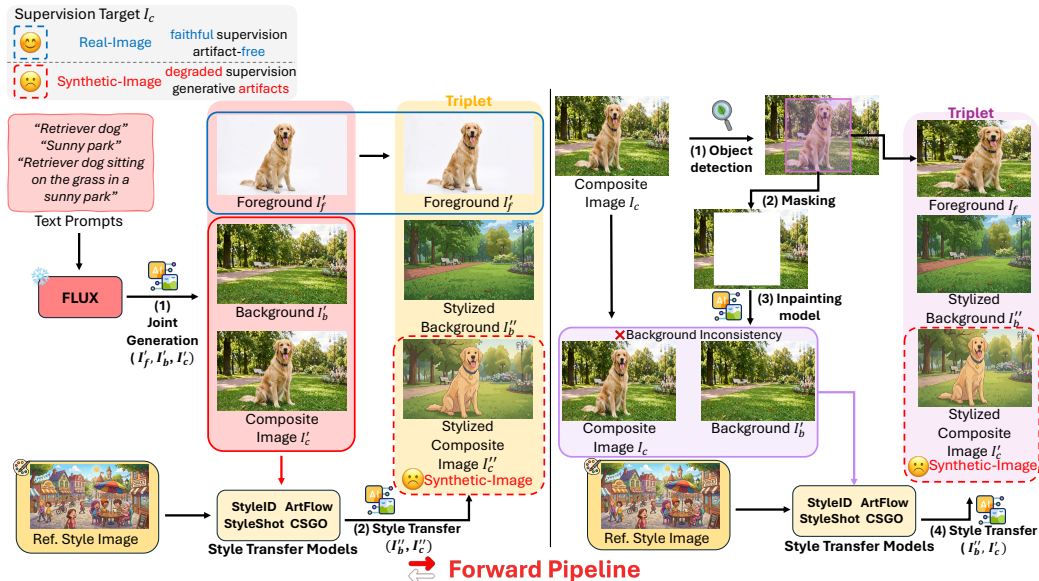 Supervision Target I_c
Real-Image
faithful supervision
artifact-free
Synthetic-Image
degraded supervision
generative artifacts
"Retriever dog"
"Sunny park"
"Retriever dog sitting
on the grass in a
sunny park"
Text Prompts
FLUX
(1)
Joint
Generation
(I'_f, I'_b, I'_c)
Foreground I'_f
Background I'_b
Composite
Image I'_c
Triplet
Foreground I'_f
Stylized
Background I''_b
Stylized
Composite
Image I''_c
Synthetic-Image
Ref. Style Image
StyleID ArtFlow
StyleShot CSGO
Style Transfer Models
(2) Style Transfer
(I''_b, I''_c)
Composite
Image I_c
(1) Object
detection
(2) Masking
(3) Inpainting
model
❌Background Inconsistency
Composite
Image I_c
Background I'_b
Triplet
Foreground I_f
Stylized
Background I''_b
Stylized
Composite
Image I'_c
Synthetic-Image
Ref. Style Image
StyleID ArtFlow
StyleShot CSGO
Style Transfer Models
(4) Style Transfer
(I''_b, I'_c)
Ai
Ai
Ai
Ai
Forward Pipeline